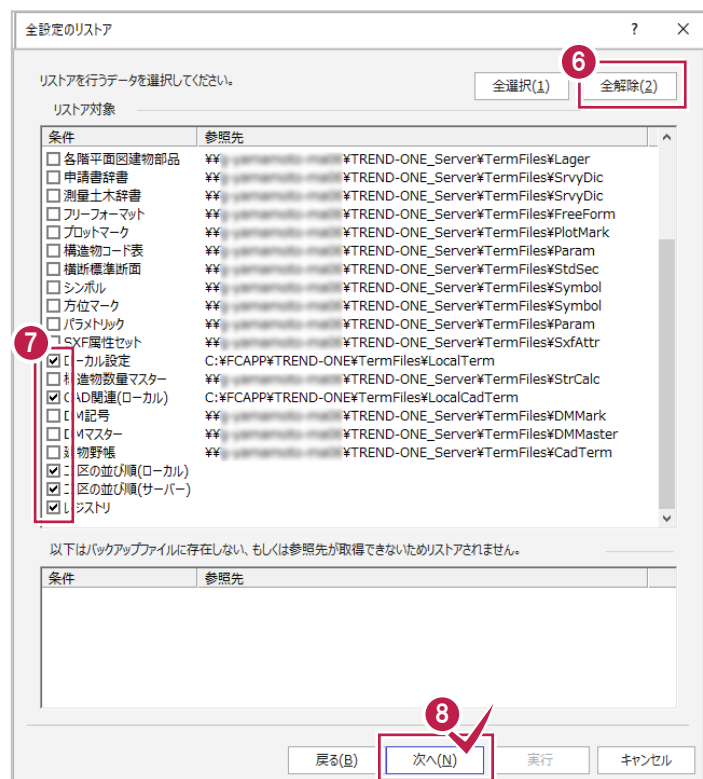 全設定のリストア ? ×
リストアを行うデータを選択してください。
6
全選択(1) 全解除(2)
リストア対象
条件 参照先
各階平面図建物部品 ¥¥ ¥TREND-ONE_Server¥TermFiles¥Lager
申請書辞書 ¥¥ ¥TREND-ONE_Server¥TermFiles¥SrvyDic
測量土木辞書 ¥¥ ¥TREND-ONE_Server¥TermFiles¥SrvyDic
フリーフォーマット ¥¥ ¥TREND-ONE_Server¥TermFiles¥FreeForm
プロットマーク ¥¥ ¥TREND-ONE_Server¥TermFiles¥PlotMark
構造物コード表 ¥¥ ¥TREND-ONE_Server¥TermFiles¥Param
横断標準断面 ¥¥ ¥TREND-ONE_Server¥TermFiles¥StdSec
シンボル ¥¥ ¥TREND-ONE_Server¥TermFiles¥Symbol
方位マーク ¥¥ ¥TREND-ONE_Server¥TermFiles¥Symbol
パラメトリック ¥¥ ¥TREND-ONE_Server¥TermFiles¥Param
7
SXF属性セット ¥¥ ¥TREND-ONE_Server¥TermFiles¥SxfAttr
ローカル設定 C:¥FCAPP¥TREND-ONE¥TermFiles¥LocalTerm
構造物数量マスター ¥¥ ¥TREND-ONE_Server¥TermFiles¥StrCalc
CAD関連(ローカル) C:¥FCAPP¥TREND-ONE¥TermFiles¥LocalCadTerm
DM記号 ¥¥ ¥TREND-ONE_Server¥TermFiles¥DMMark
DMマスター ¥¥ ¥TREND-ONE_Server¥TermFiles¥DMMaster
建物野帳 ¥¥ ¥TREND-ONE_Server¥TermFiles¥CadTerm
工区の並び順(ローカル)
工区の並び順(サーバー)
レジストリ
以下はバックアップファイルに存在しない、もしくは参照先が取得できないためリストアされません。
条件 参照先
8
戻る(B) 次へ(N) 実行 キャンセル